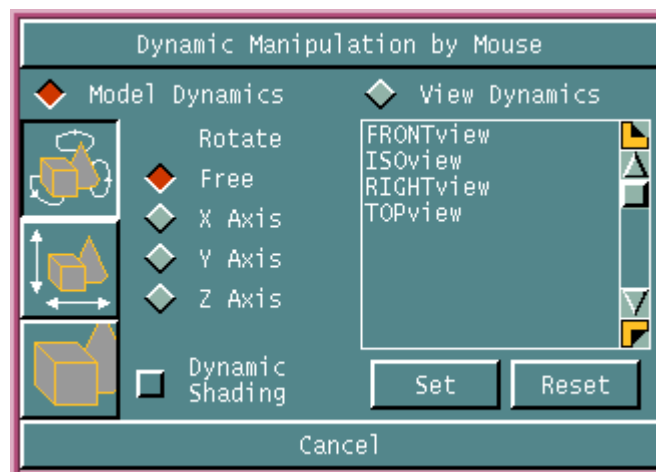 Dynamic Manipulation by Mouse
Model Dynamics
View Dynamics
Rotate
Free
X Axis
Y Axis
Z Axis
Dynamic
Shading
FRONTview
ISOview
RIGHTview
TOPview
Set
Reset
Cancel